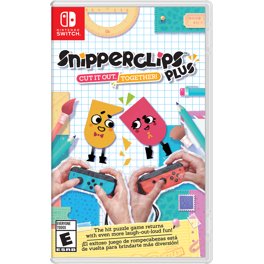 NINTENDO
SWITCH
SNIPPERCLIPS
PLUS
CUT IT OUT, TOGETHER!
EVERYONE
E
ESRB
The hit puzzle game returns
with even more laugh-out-loud fun!
¡El exitoso juego de rompecabezas está
de vuelta para brindarte más diversión!